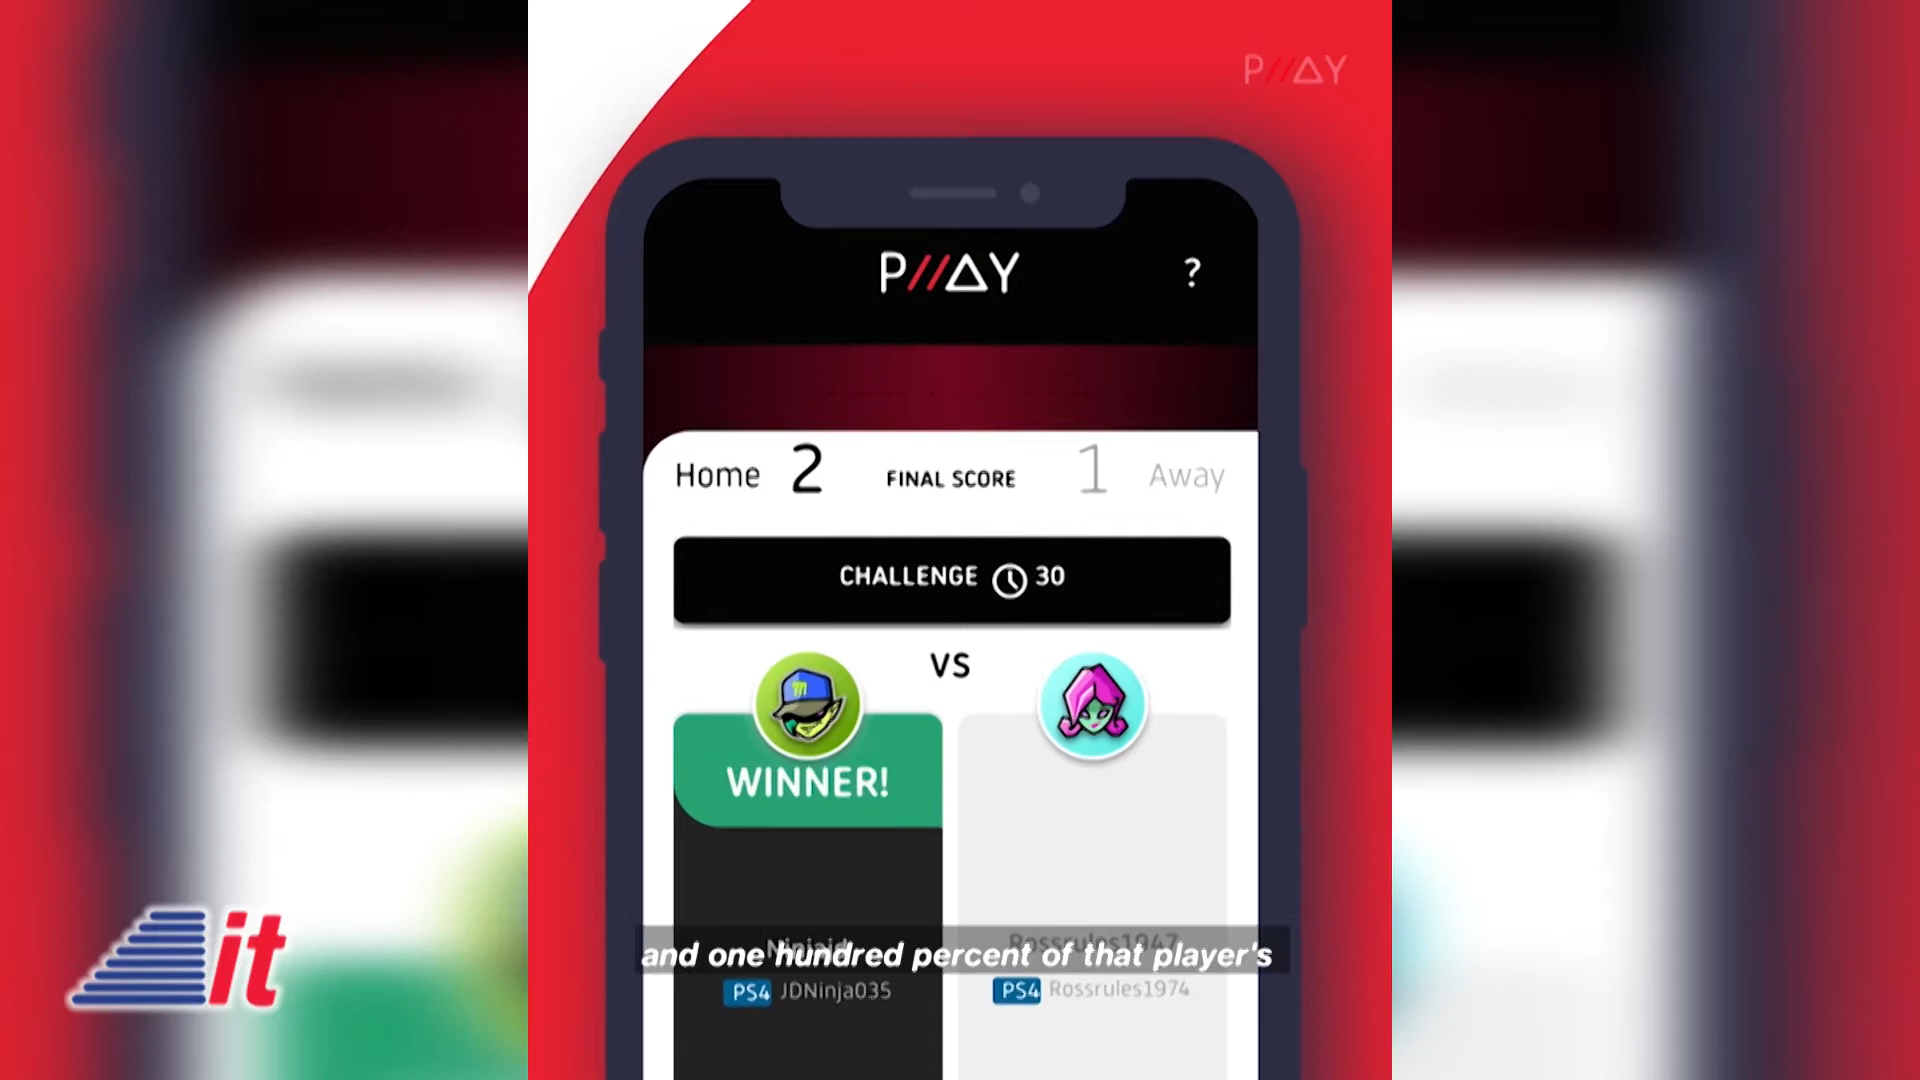 P//ΔY
P//ΔY
?
Home 2 FINAL SCORE 1 Away
CHALLENGE 30
VS
m
WINNER!
Rossrules1947
and one hundred percent of that player's
PS4 JDNinja035
PS4 Rossrules1974
it